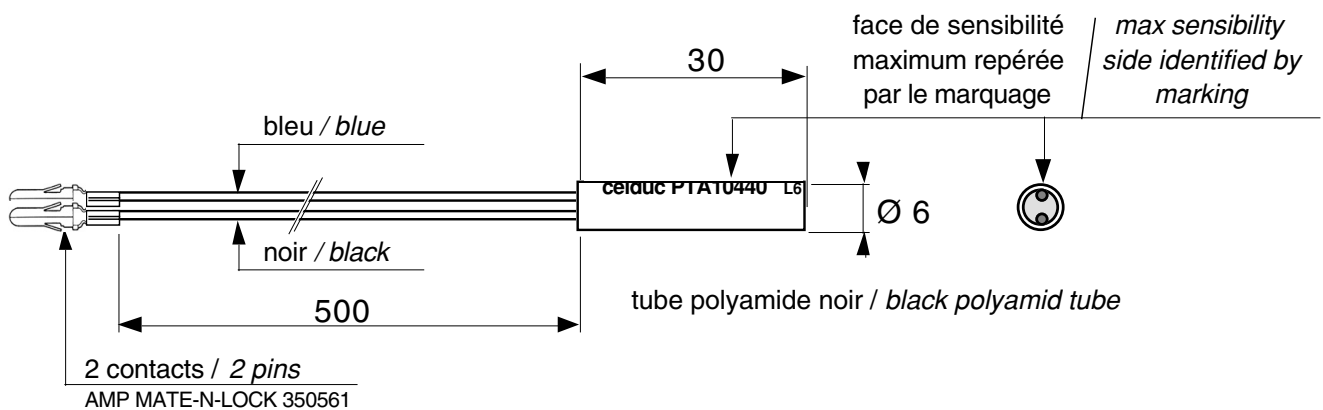 face de sensibilité / max sensibility
maximum repérée side identified by
par le marquage marking
30
bleu / blue
celduc PTA10440 L6
Ø 6
noir / black
500
tube polyamide noir / black polyamid tube
2 contacts / 2 pins
AMP MATE-N-LOCK 350561